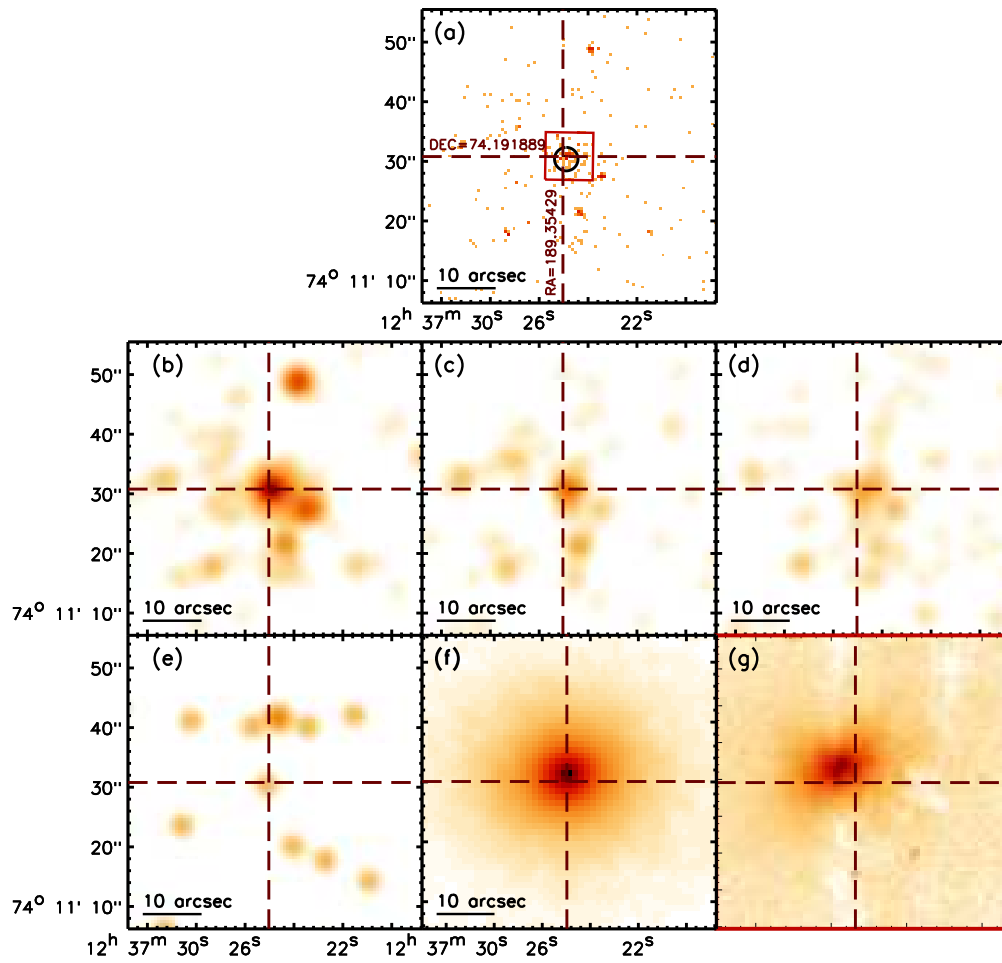 (a)
50"
40"
DEC=74.191889
30"
20"
RA=189.35429
74° 11' 10"
10 arcsec
12ʰ 37ᵐ 30ˢ 26ˢ 22ˢ
(b) (c) (d)
50"
40"
30"
20"
74° 11' 10"
10 arcsec 10 arcsec 10 arcsec
(e) (f) (g)
50"
40"
30"
20"
74° 11' 10"
10 arcsec 10 arcsec
12ʰ 37ᵐ 30ˢ 26ˢ 22ˢ 12ʰ 37ᵐ 30ˢ 26ˢ 22ˢ